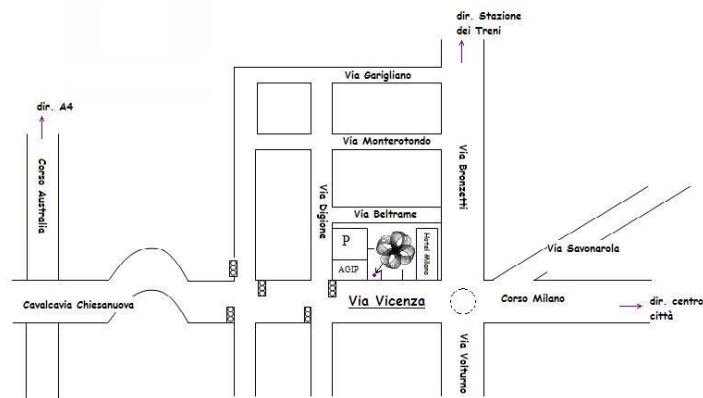 dir. Stazione
dei Treni
Via Garigliano
dir. A4
Via Monterotondo
Corso Australia
Via Digione
Via Bronzetti
Via Beltrame
P
Hotel Milano
Via Savonarola
AGIP
Cavalcavia Chiesanuova
Via Vicenza
Corso Milano
dir. centro
città
Via Volturno